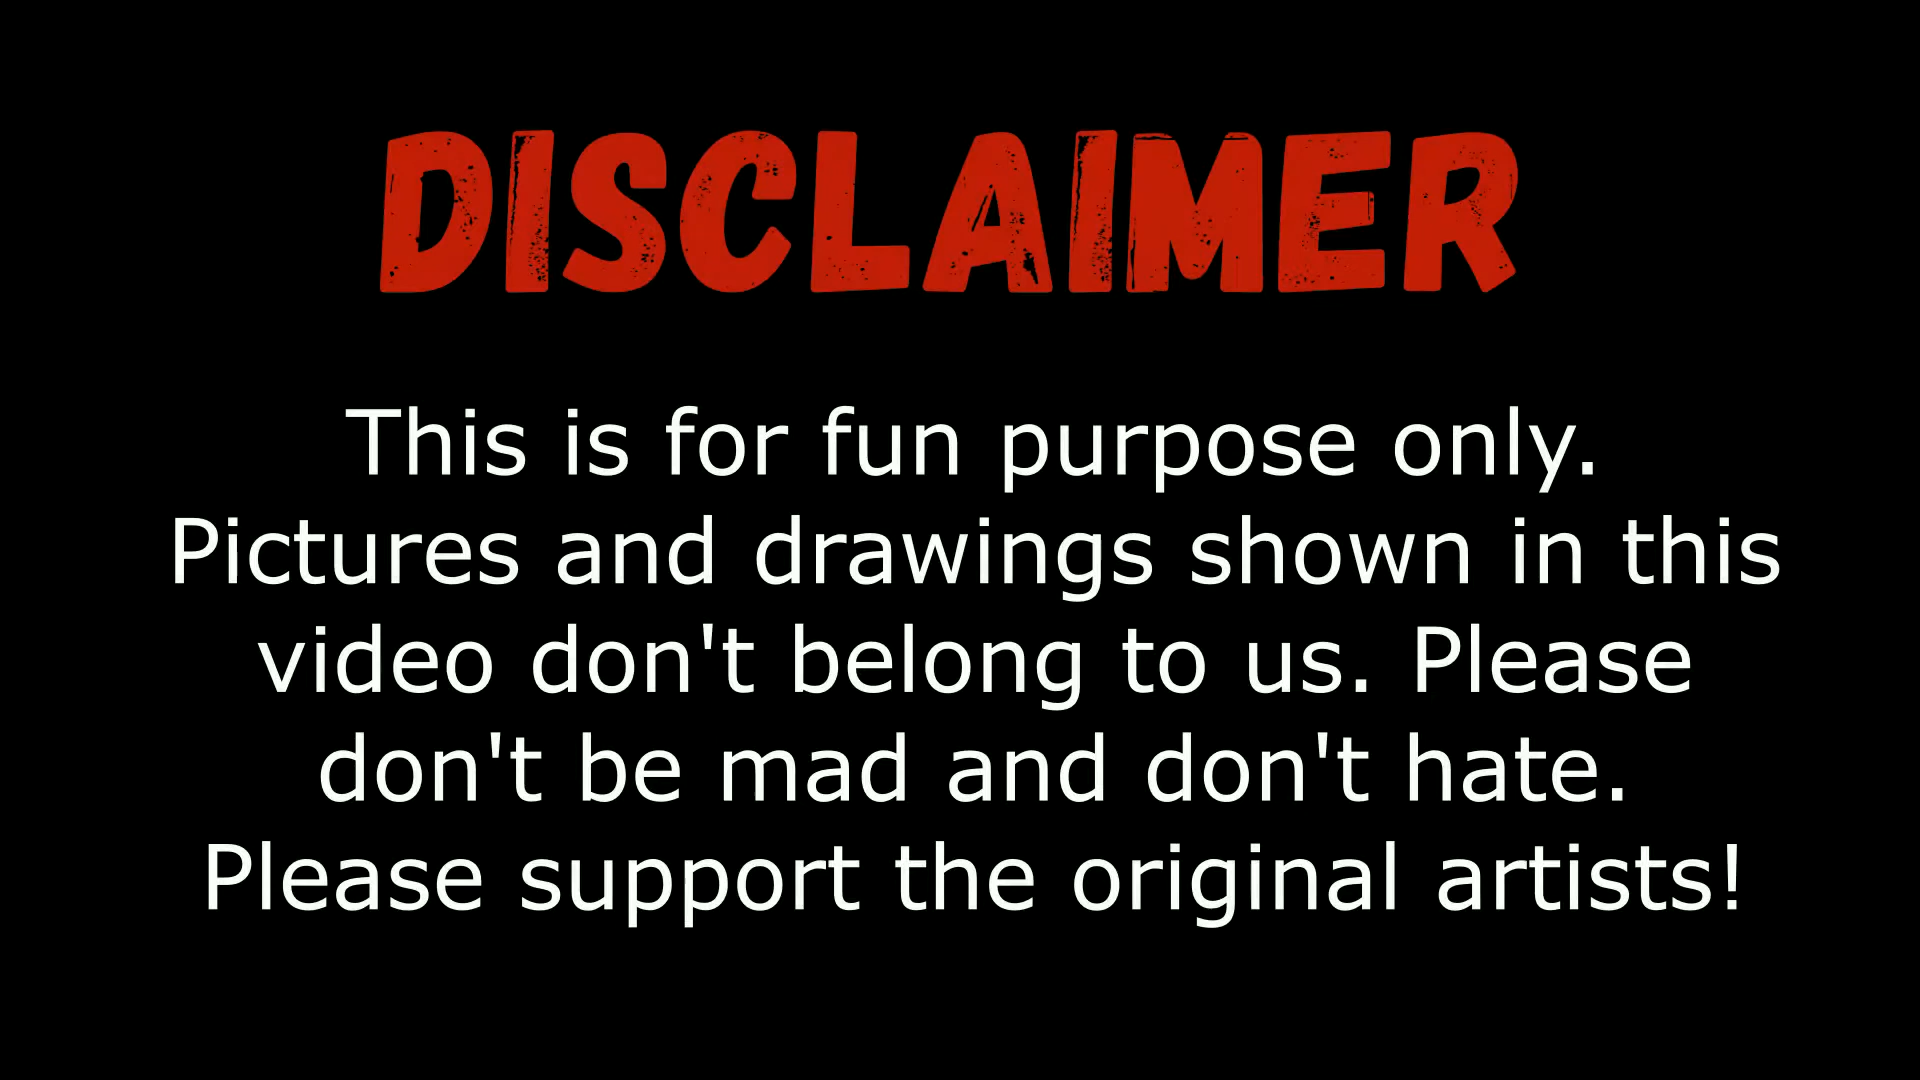 DISCLAIMER
This is for fun purpose only.
Pictures and drawings shown in this
video don't belong to us. Please
don't be mad and don't hate.
Please support the original artists!